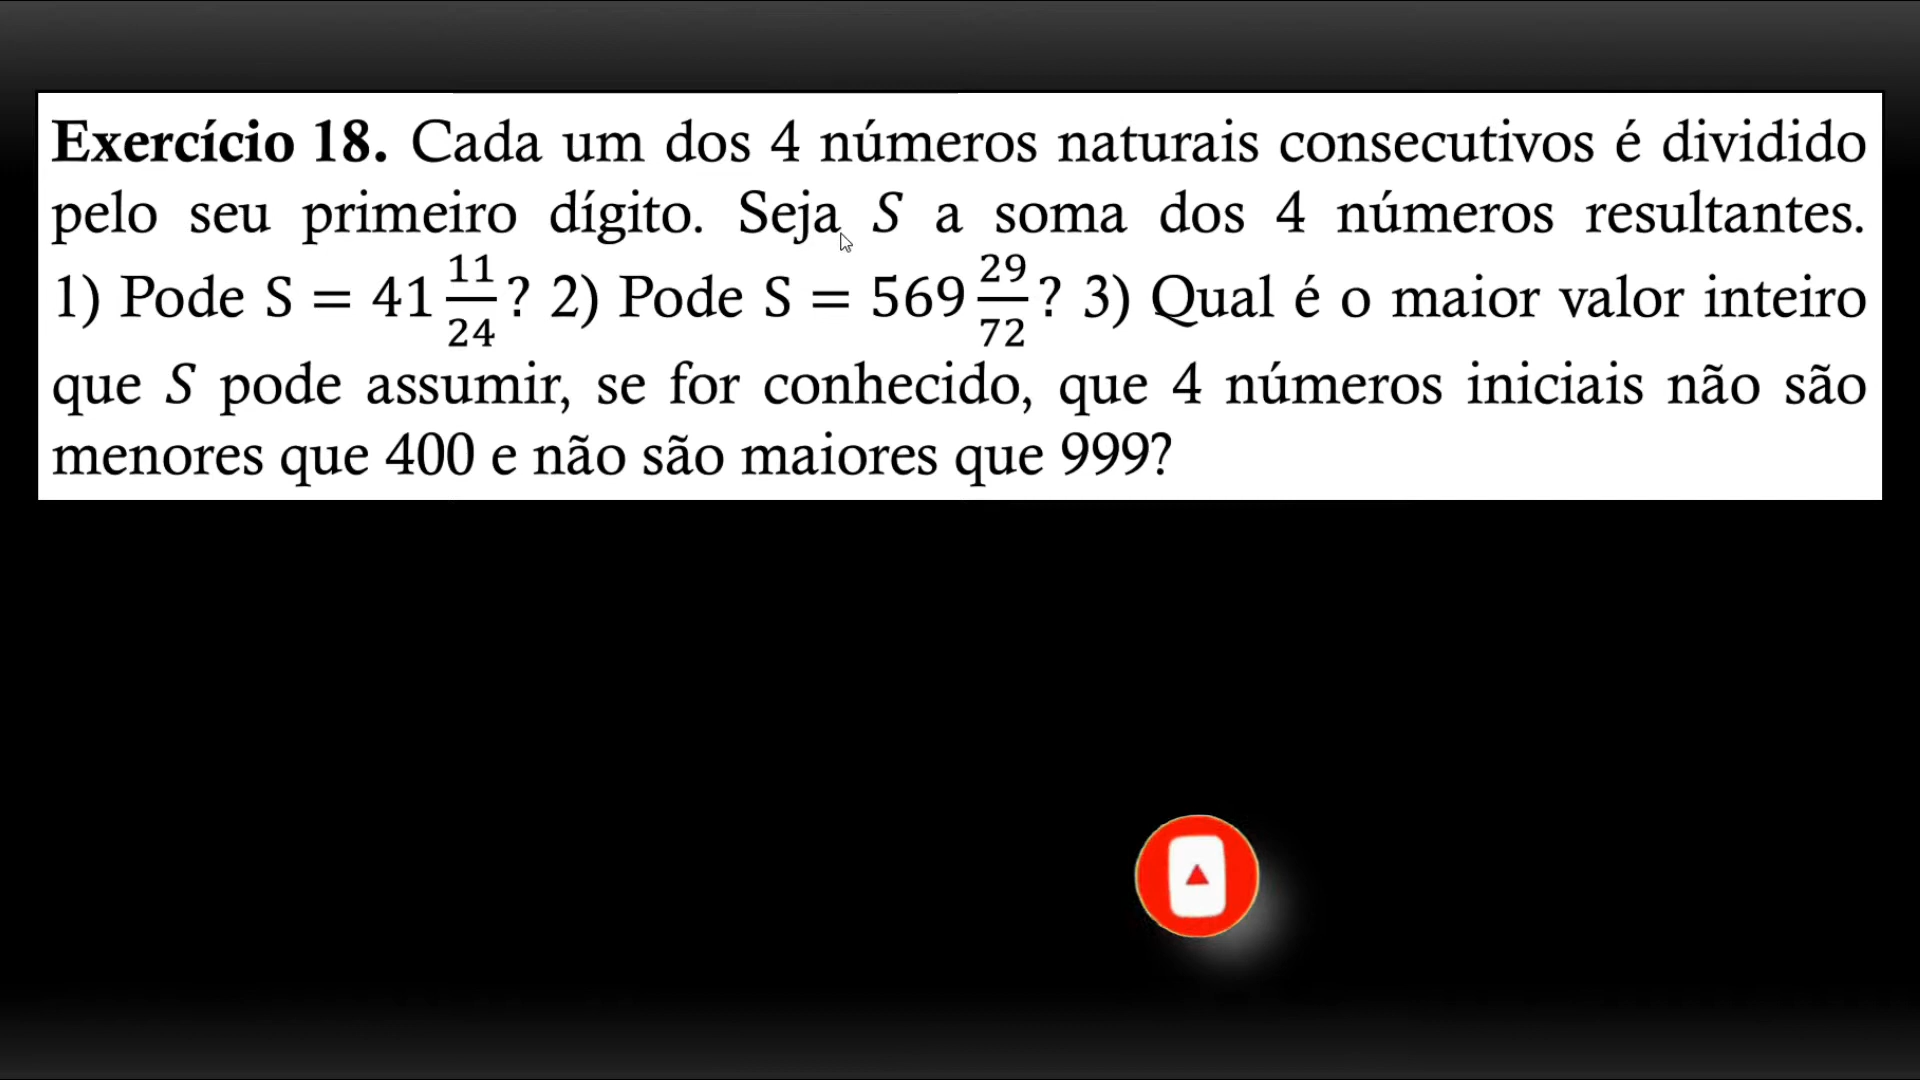 Exercício 18. Cada um dos 4 números naturais consecutivos é dividido
pelo seu primeiro dígito. Seja S a soma dos 4 números resultantes.
1) Pode S = 41 11/24? 2) Pode S = 569 29/72? 3) Qual é o maior valor inteiro
que S pode assumir, se for conhecido, que 4 números iniciais não são
menores que 400 e não são maiores que 999?